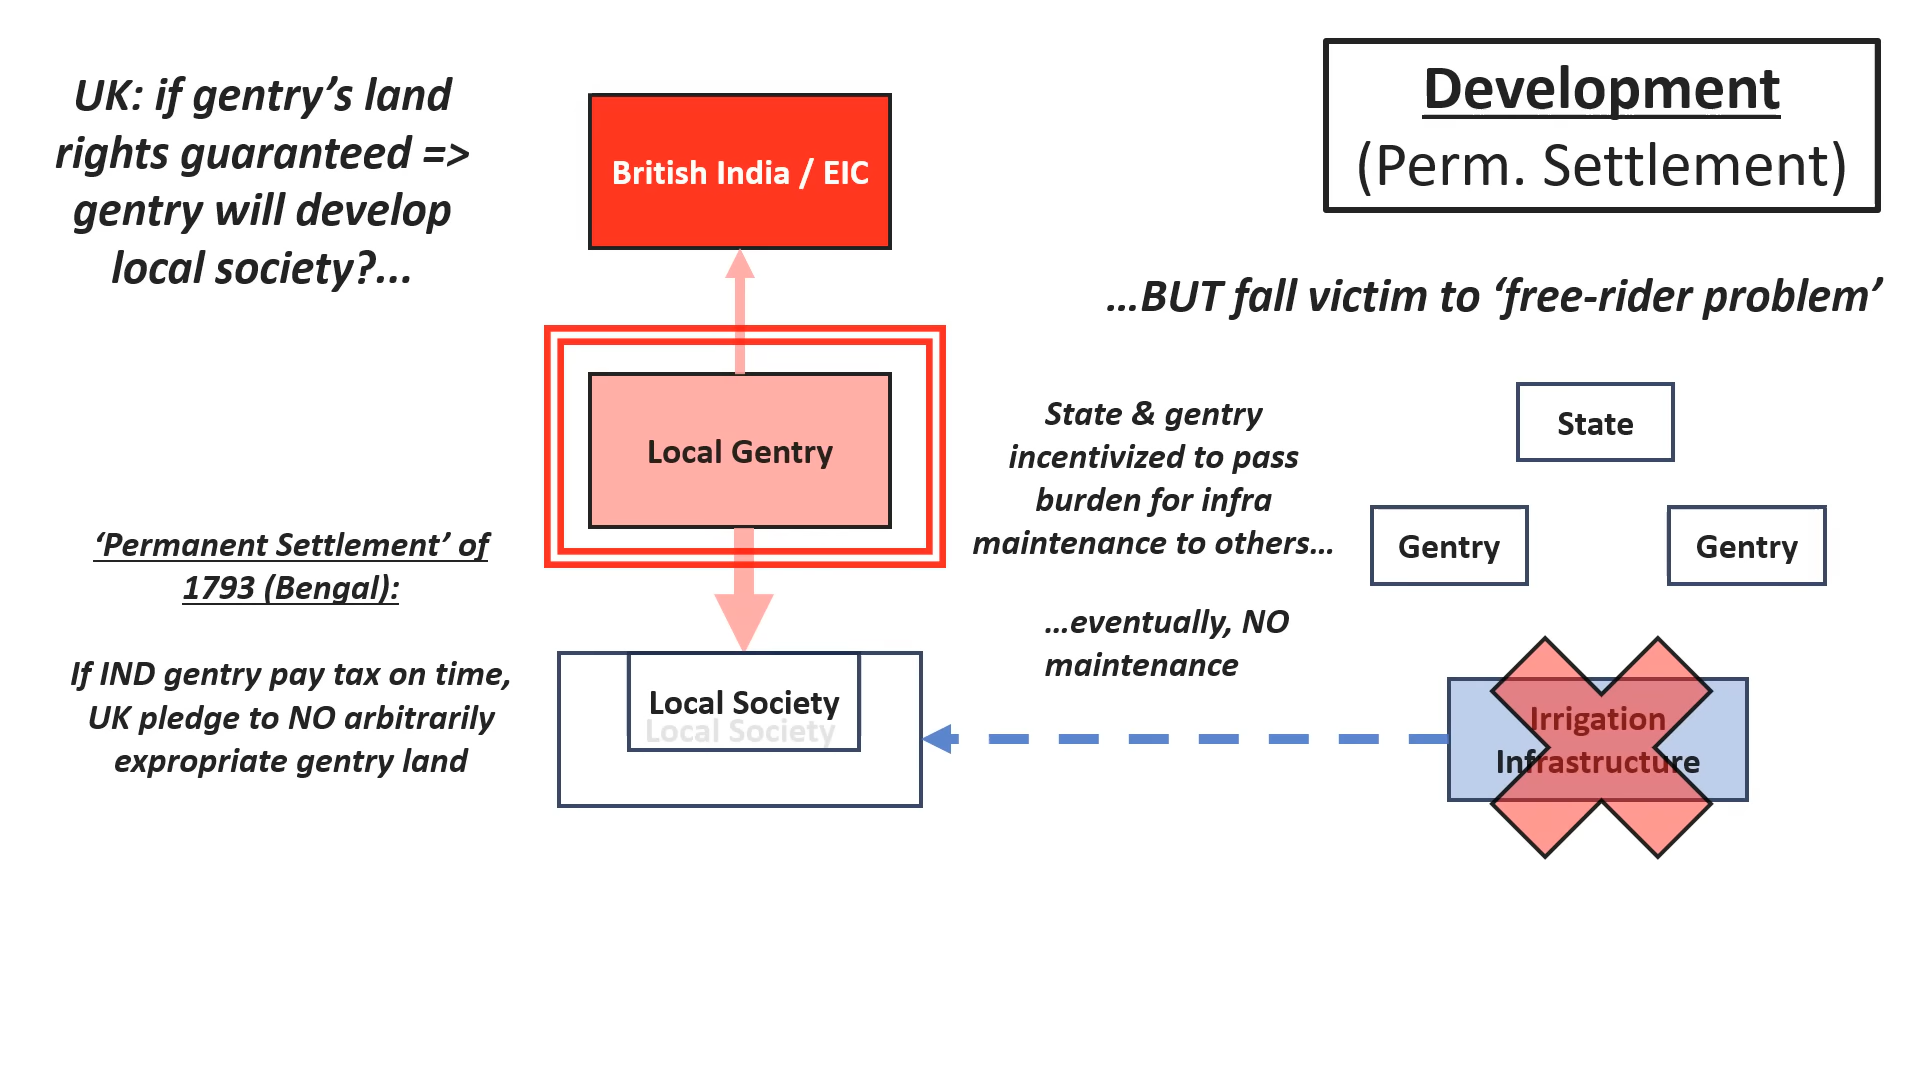 UK: if gentry’s land
rights guaranteed =>
gentry will develop
local society?...
British India / EIC
Development
(Perm. Settlement)
...BUT fall victim to ‘free-rider problem’
Local Gentry
State & gentry
incentivized to pass
burden for infra
maintenance to others...
State
Gentry
Gentry
‘Permanent Settlement’ of
1793 (Bengal):
...eventually, NO
maintenance
If IND gentry pay tax on time,
UK pledge to NO arbitrarily
expropriate gentry land
Local Society
Local Society
Irrigation
Infrastructure